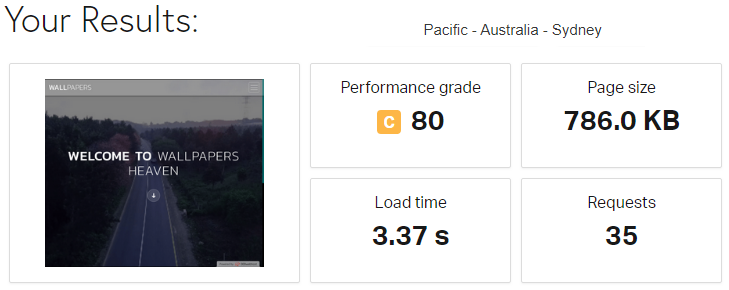 Your Results:
Pacific - Australia - Sydney
WALLPAPERS
WELCOME TO WALLPAPERS
HEAVEN
Performance grade
C 80
Page size
786.0 KB
Load time
3.37 s
Requests
35